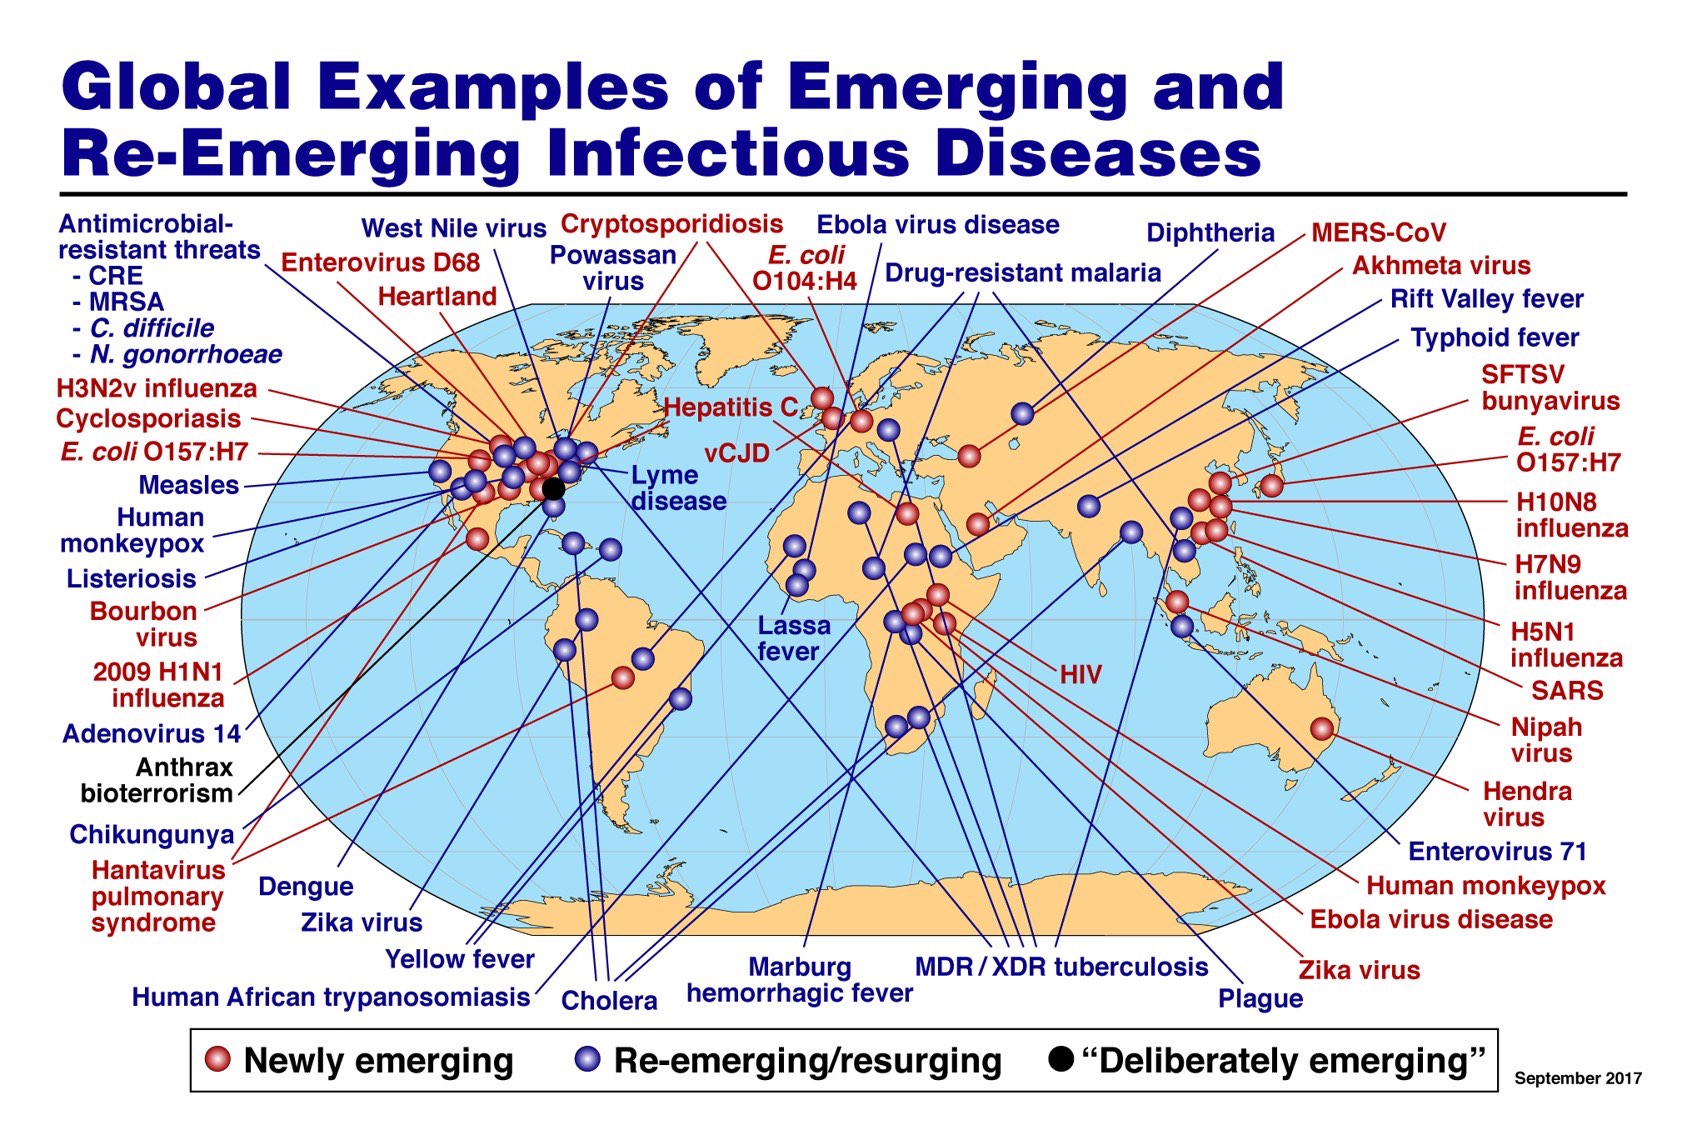 Global Examples of Emerging and
Re-Emerging Infectious Diseases
Antimicrobial-
resistant threats
- CRE
- MRSA
- C. difficile
- N. gonorrhoeae
West Nile virus
Cryptosporidiosis
Ebola virus disease
Diphtheria
MERS-CoV
Enterovirus D68
Powassan
virus
E. coli
O104:H4
Drug-resistant malaria
Akhmeta virus
Heartland
Rift Valley fever
Typhoid fever
H3N2v influenza
Cyclosporiasis
E. coli O157:H7
Measles
Human
monkeypox
Listeriosis
Bourbon
virus
2009 H1N1
influenza
Adenovirus 14
Anthrax
bioterrorism
Chikungunya
Hantavirus
pulmonary
syndrome
Hepatitis C
vCJD
Lyme
disease
Lassa
fever
HIV
SFTSV
bunyavirus
E. coli
O157:H7
H10N8
influenza
H7N9
influenza
H5N1
influenza
SARS
Nipah
virus
Hendra
virus
Enterovirus 71
Human monkeypox
Ebola virus disease
Zika virus
Plague
Dengue
Zika virus
Yellow fever
Human African trypanosomiasis
Cholera
Marburg
hemorrhagic fever
MDR / XDR tuberculosis
Newly emerging
Re-emerging/resurging
“Deliberately emerging”
September 2017